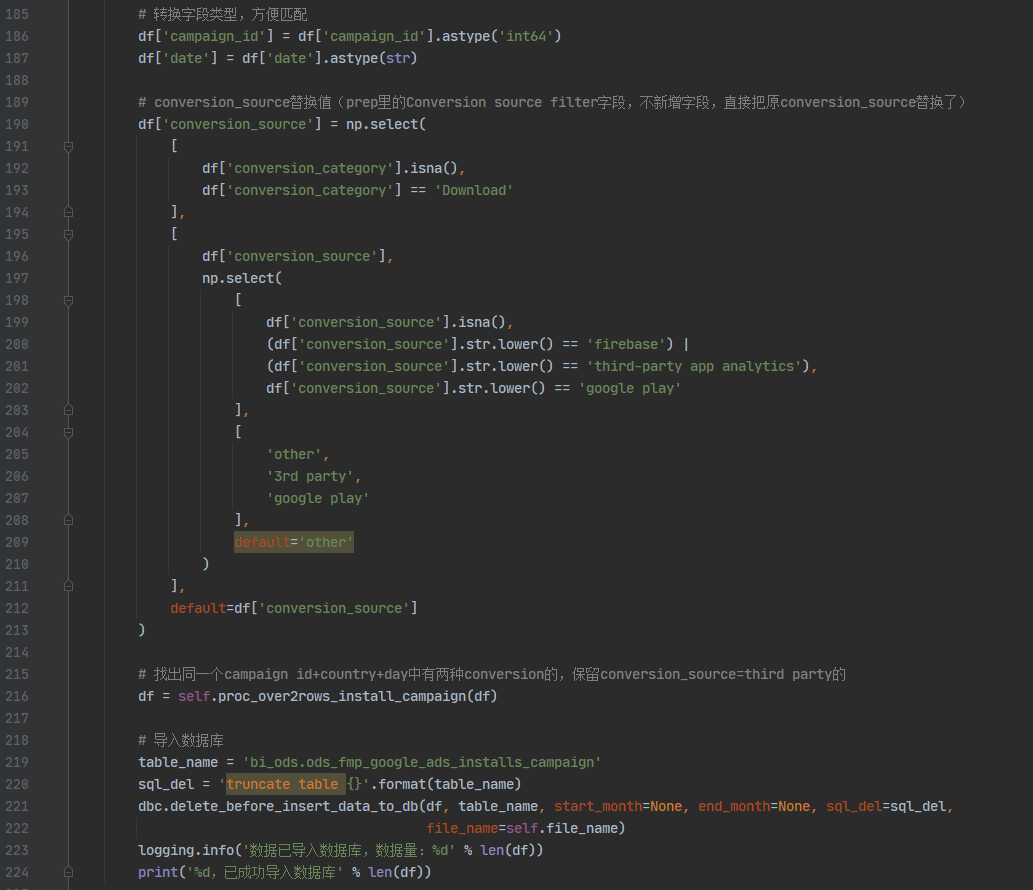 185 # 转换字段类型，方便匹配
186 df['campaign_id'] = df['campaign_id'].astype('int64')
187 df['date'] = df['date'].astype(str)
188
189 # conversion_source替换值（prep里的Conversion source filter字段，不新增字段，直接把原conversion_source替换了）
190 df['conversion_source'] = np.select(
191 [
192 df['conversion_category'].isna(),
193 df['conversion_category'] == 'Download'
194 ],
195 [
196 df['conversion_source'],
197 np.select(
198 [
199 df['conversion_source'].isna(),
200 (df['conversion_source'].str.lower() == 'firebase') |
201 (df['conversion_source'].str.lower() == 'third-party app analytics'),
202 df['conversion_source'].str.lower() == 'google play'
203 ],
204 [
205 'other',
206 '3rd party',
207 'google play'
208 ],
209 default='other'
210 )
211 ],
212 default=df['conversion_source']
213 )
214
215 # 找出同一个campaign id+country+day中有两种conversion的，保留conversion_source=third party的
216 df = self.proc_over2rows_install_campaign(df)
217
218 # 导入数据库
219 table_name = 'bi_ods.ods_fmp_google_ads_installs_campaign'
220 sql_del = 'truncate table {}'.format(table_name)
221 dbc.delete_before_insert_data_to_db(df, table_name, start_month=None, end_month=None, sql_del=sql_del,
222 file_name=self.file_name)
223 logging.info('数据已导入数据库，数据量：%d' % len(df))
224 print('%d，已成功导入数据库' % len(df))